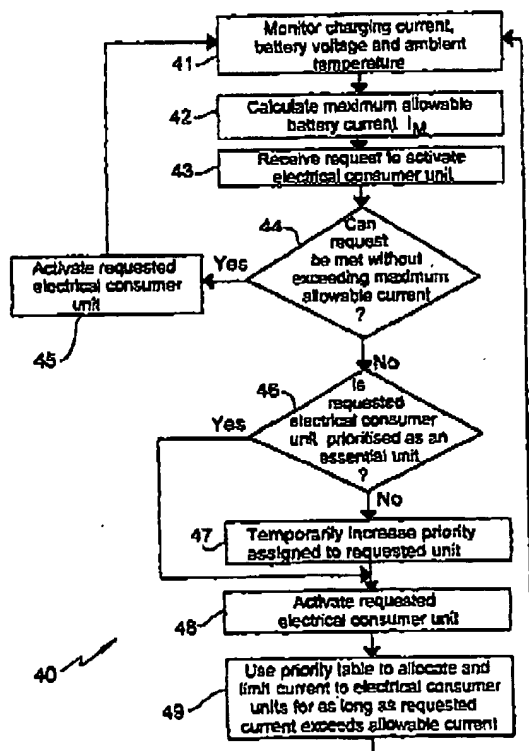 Monitor charging current,
battery voltage and ambient
temperature
41
Calculate maximum allowable
battery current I_M
42
Receive request to activate
electrical consumer unit
43
44
Can
request
be met without
exceeding maximum
allowable current
?
Yes
Activate requested
electrical consumer
unit
45
No
46
Is
requested
electrical consumer
unit prioritised as an
essential unit
?
Yes
No
47
Temporarily increase priority
assigned to requested unit
Activate requested
electrical consumer unit
48
40
Use priority table to allocate and
limit current to electrical consumer
units for as long as requested
current exceeds allowable current
49